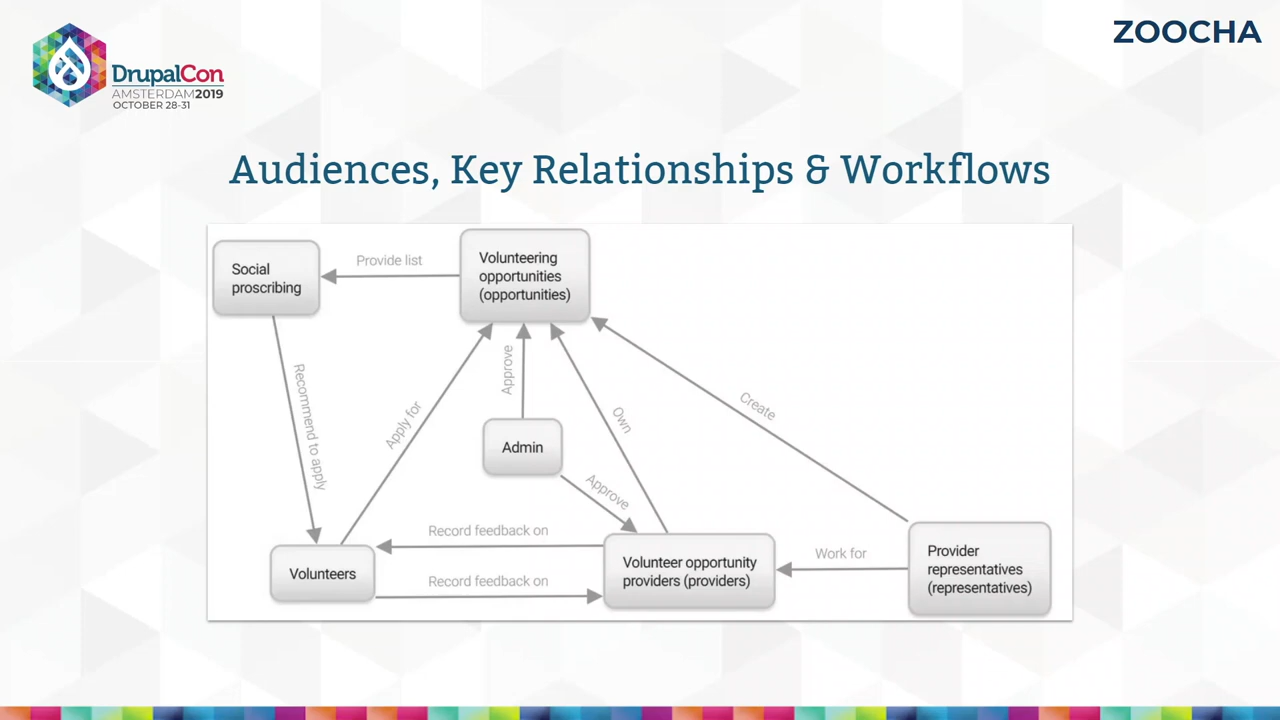 ZOOCHA
DrupalCon
AMSTERDAM2019
OCTOBER 28-31
Audiences, Key Relationships & Workflows
Social
proscribing
Provide list
Volunteering
opportunities
(opportunities)
Recommend to apply
Apply for
Approve
Own
Create
Admin
Approve
Record feedback on
Volunteers
Record feedback on
Volunteer opportunity
providers (providers)
Work for
Provider
representatives
(representatives)